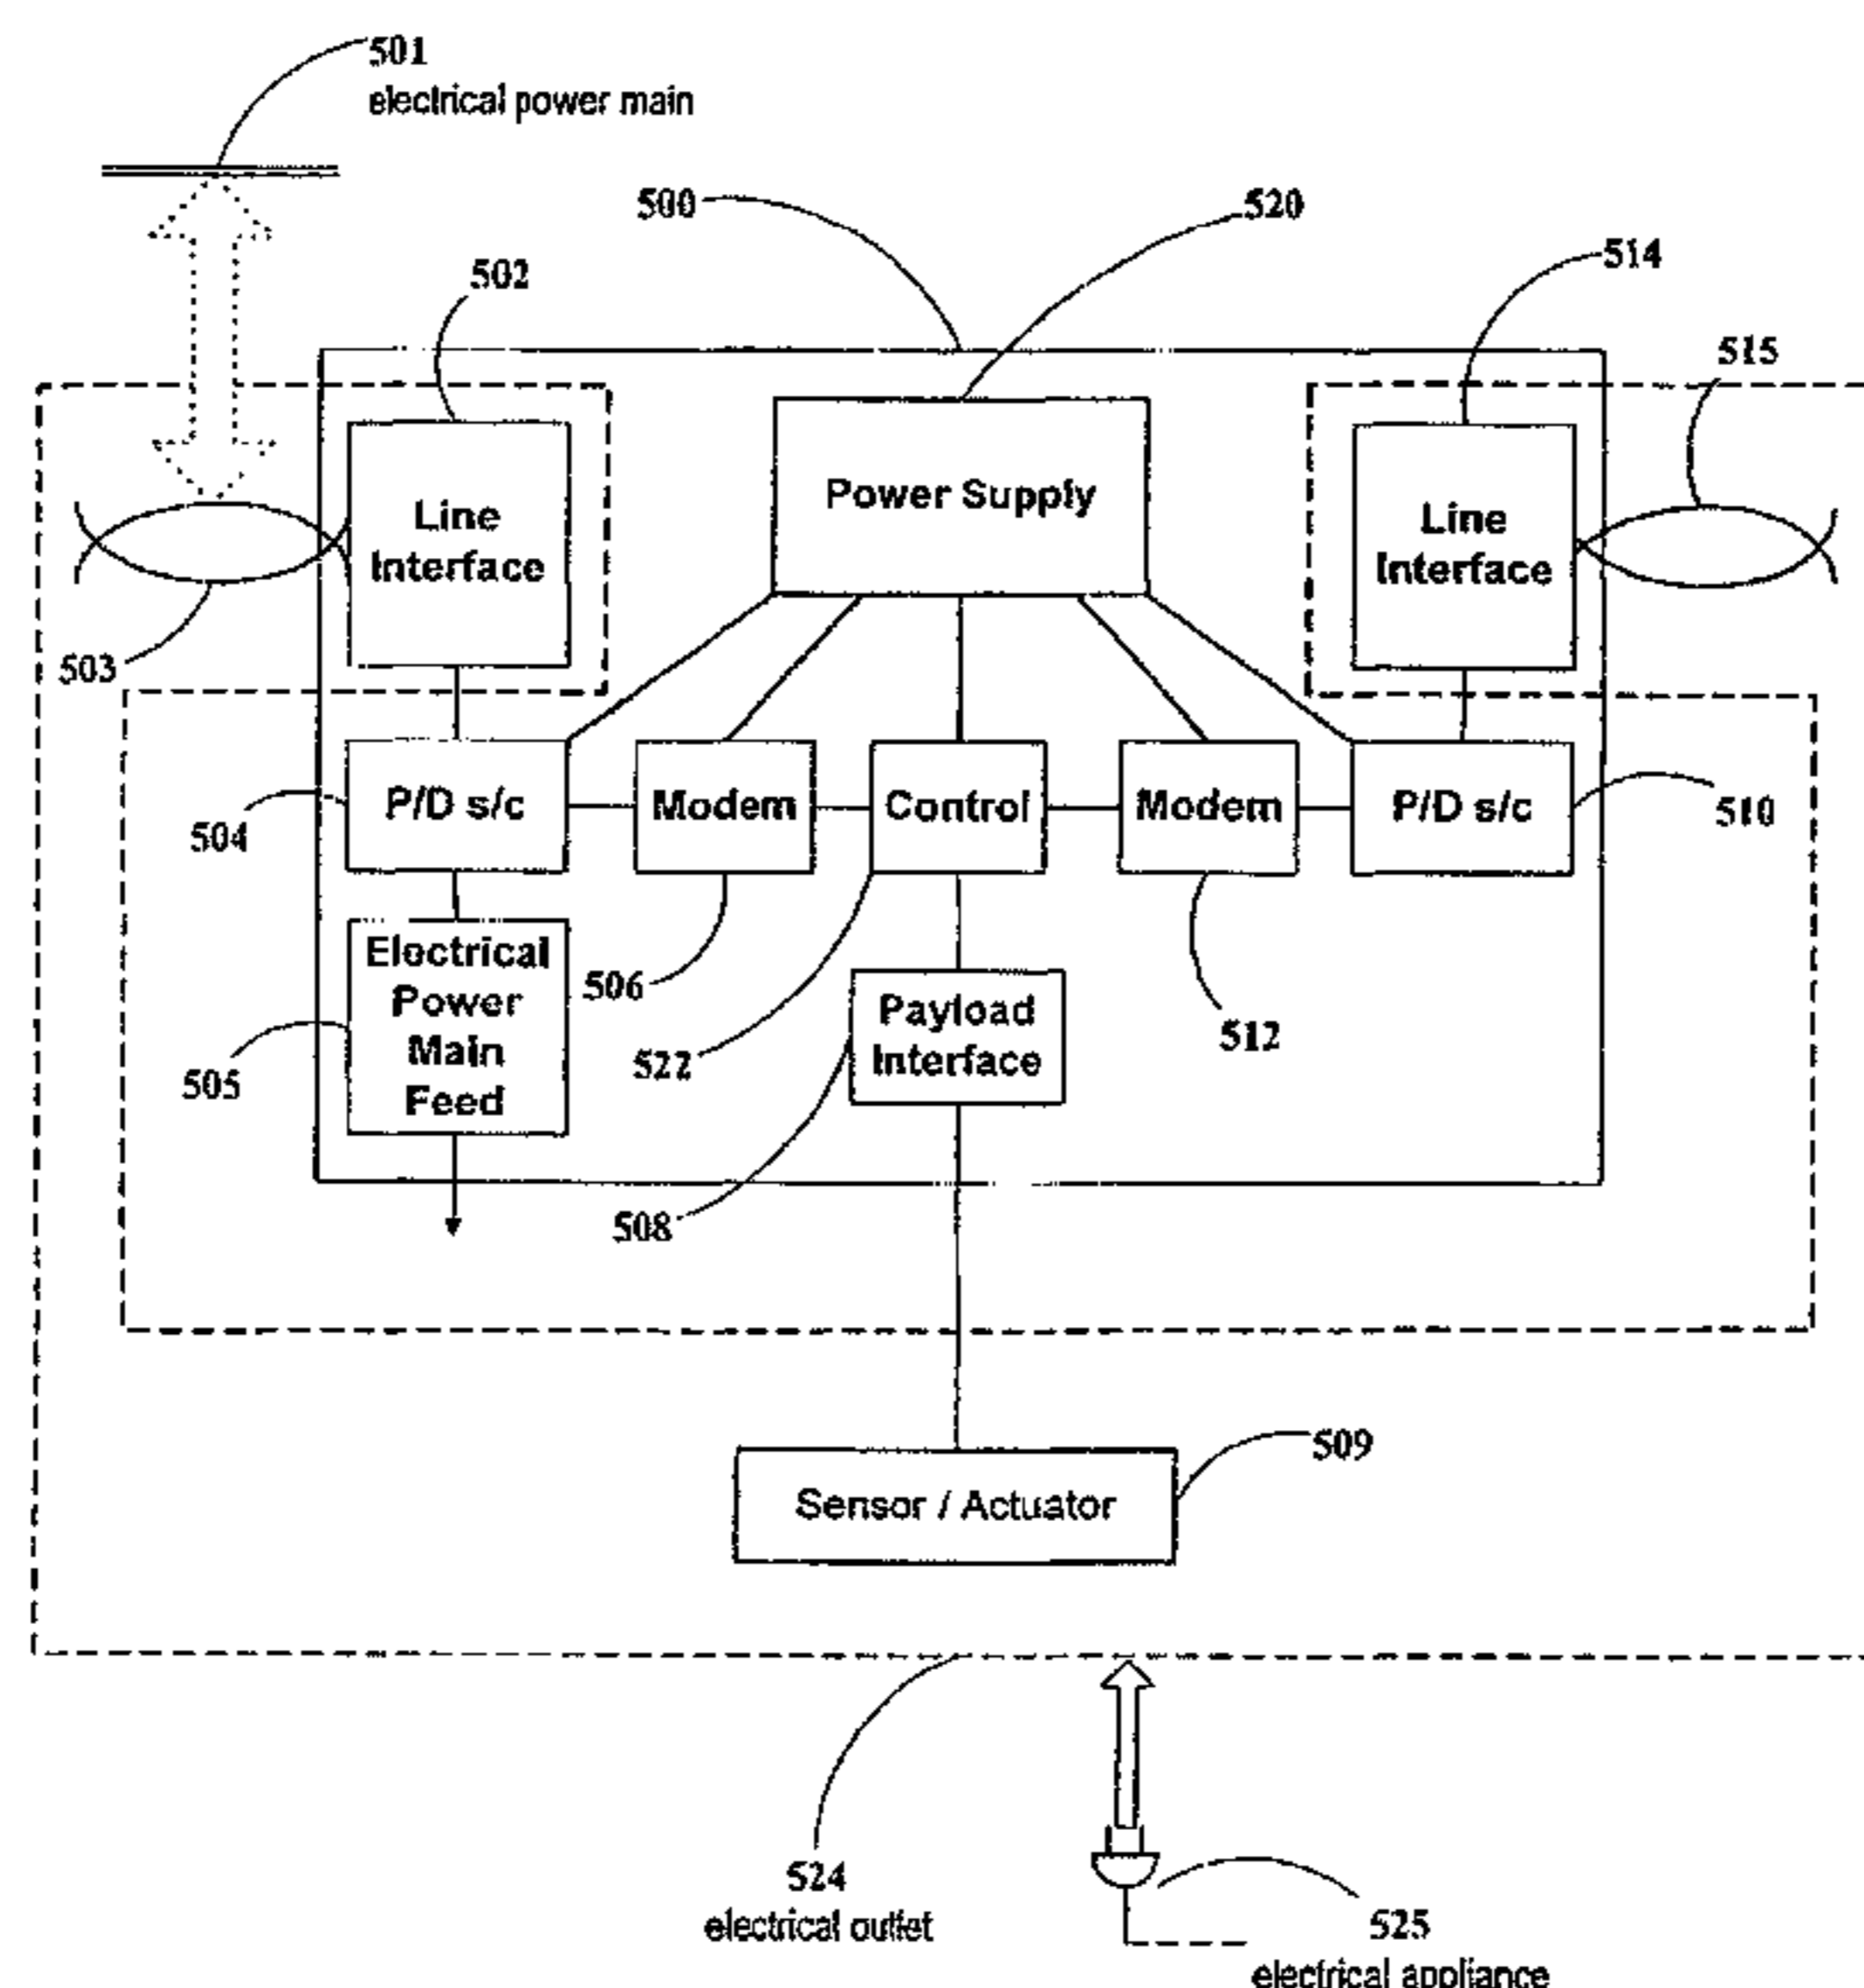 501
electrical power main
500
520
514
502
515
Line
Interface
Power Supply
Line
Interface
503
P/D s/c
Modem
Control
Modem
P/D s/c
504
510
Electrical
Power
Main
Feed
506
522
Payload
Interface
512
505
508
509
Sensor / Actuator
524
electrical outlet
525
electrical appliance